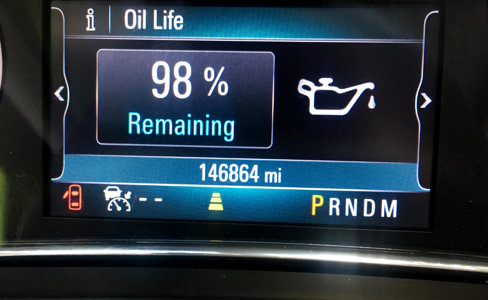 i Oil Life
98 %
Remaining
146864 mi
-- PRNDM